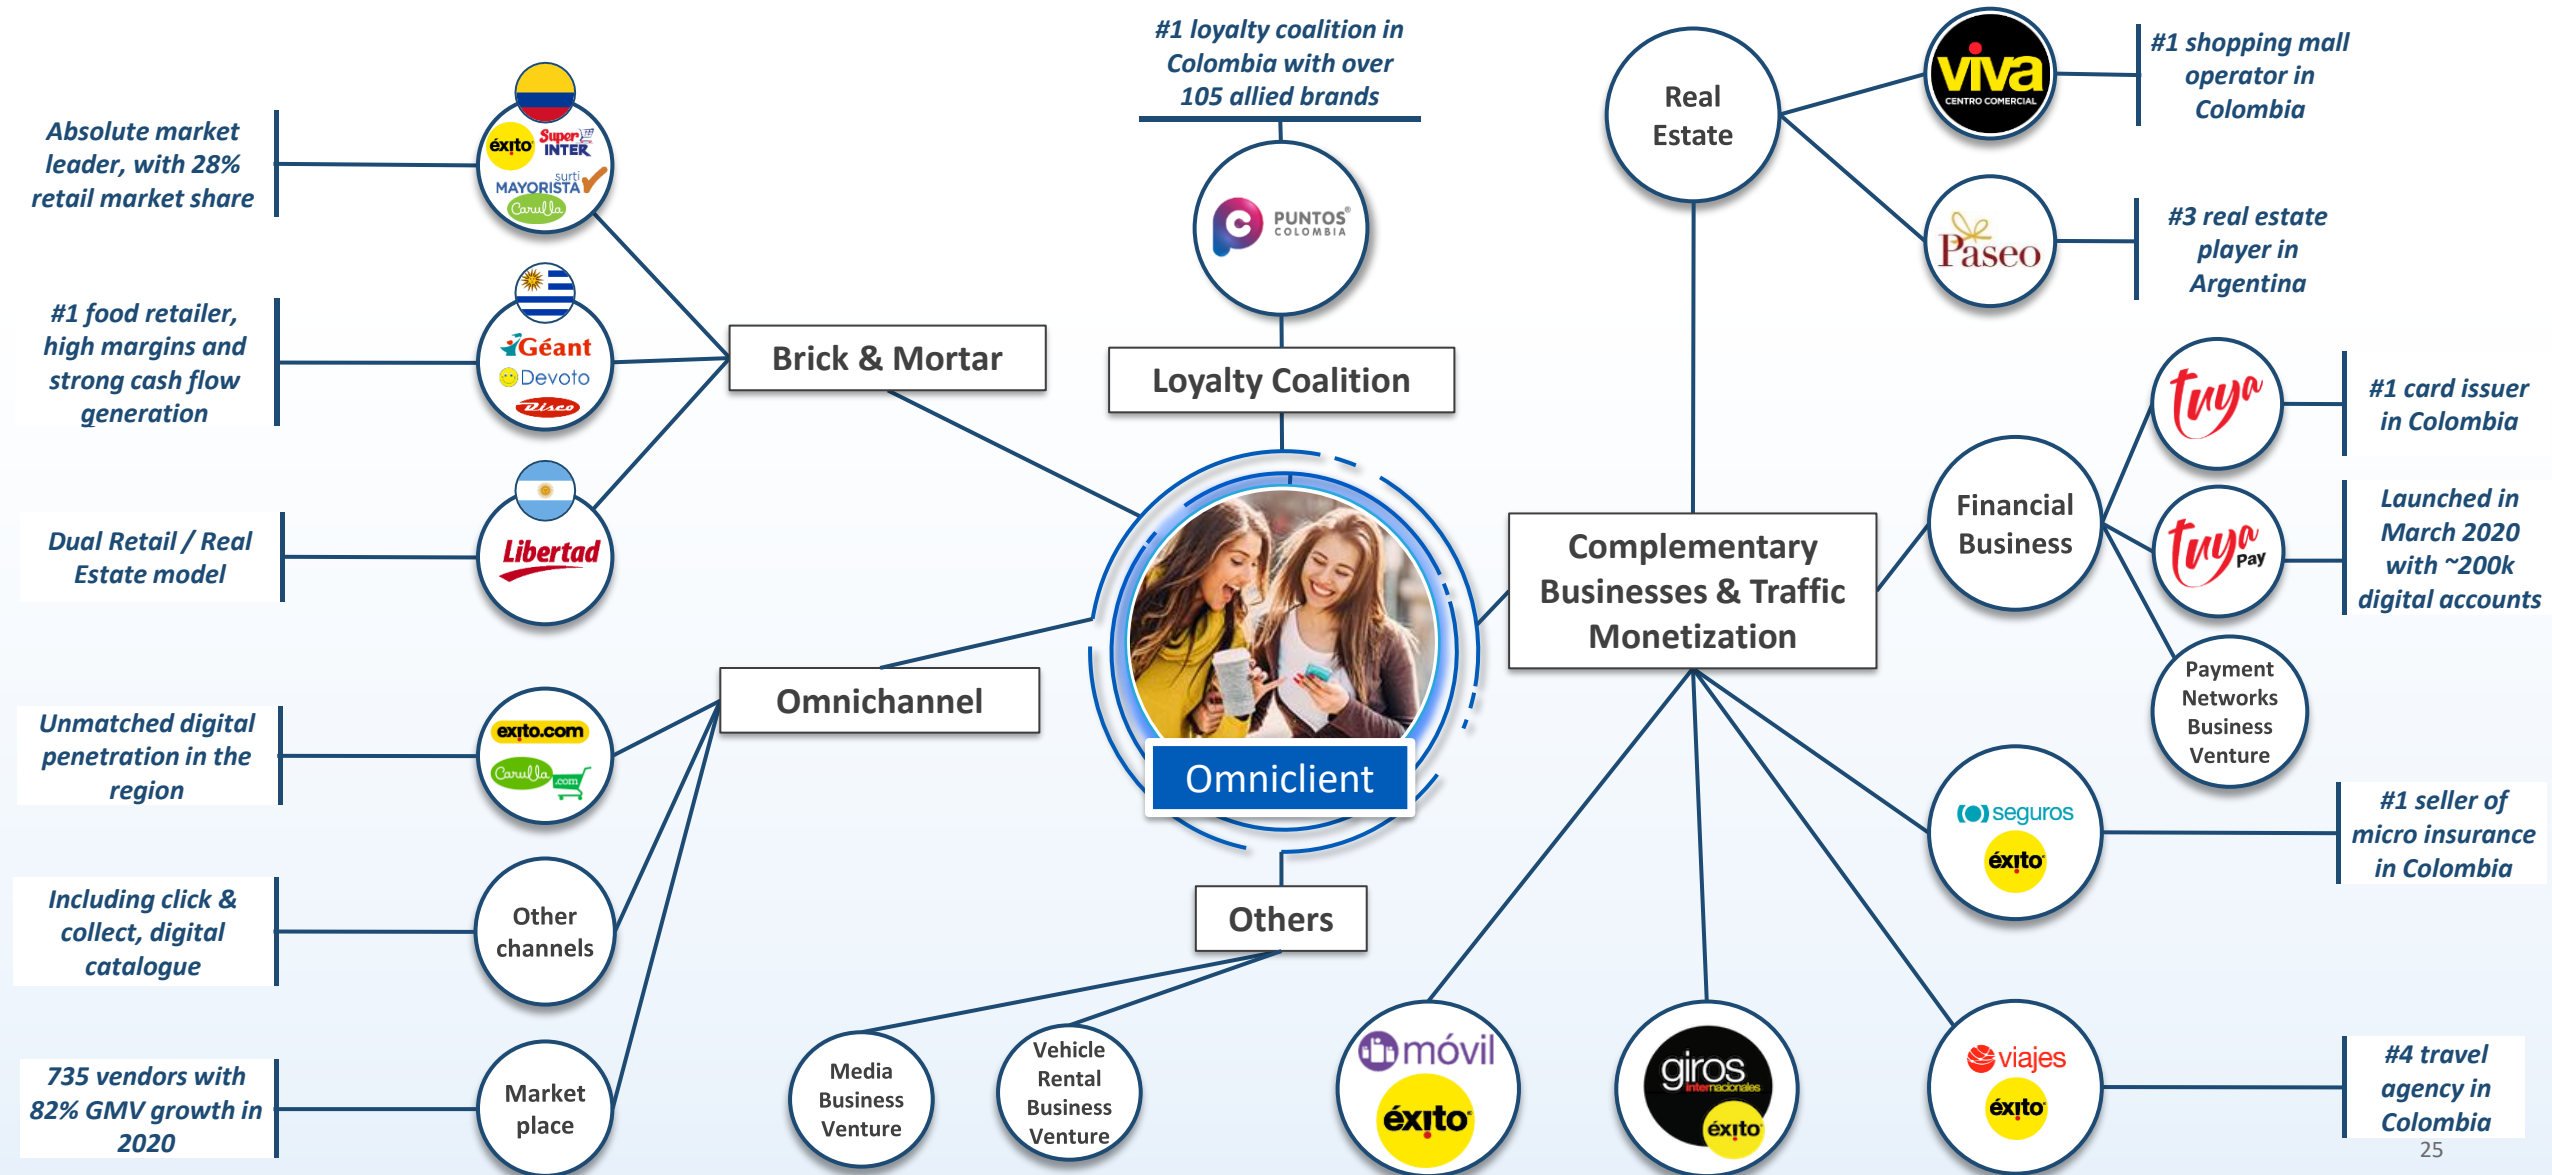 #1 loyalty coalition in
Colombia with over
105 allied brands
PUNTOS®
COLOMBIA
Loyalty Coalition
Absolute market
leader, with 28%
retail market share
éxito
Super
INTER
surti
MAYORISTA
Carulla
#1 food retailer,
high margins and
strong cash flow
generation
Géant
Devoto
Disco
Dual Retail / Real
Estate model
Libertad
Brick & Mortar
Omnichannel
Unmatched digital
penetration in the
region
exito.com
Carulla
.com
Including click &
collect, digital
catalogue
Other
channels
735 vendors with
82% GMV growth in
2020
Market
place
Omniclient
Others
Media
Business
Venture
Vehicle
Rental
Business
Venture
Complementary
Businesses & Traffic
Monetization
Real
Estate
viva
CENTRO COMERCIAL
#1 shopping mall
operator in
Colombia
Paseo
#3 real estate
player in
Argentina
Financial
Business
tuya
#1 card issuer
in Colombia
tuya
Pay
Launched in
March 2020
with ~200k
digital accounts
Payment
Networks
Business
Venture
seguros
éxito
#1 seller of
micro insurance
in Colombia
móvil
éxito
giros
internacionales
éxito
viajes
éxito
#4 travel
agency in
Colombia
25